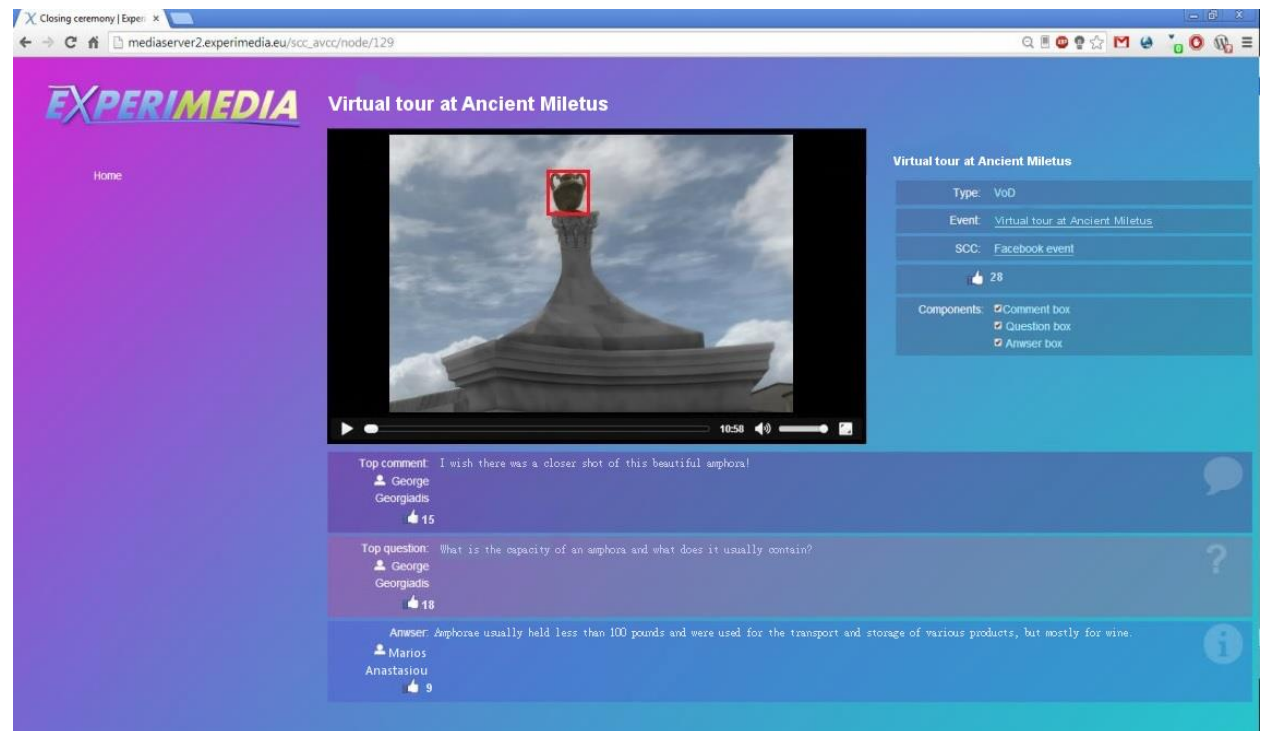 Closing ceremony | Experi
mediaserver2.experimedia.eu/scc_avcc/node/129
EXPERIMEDIA
Home
Virtual tour at Ancient Miletus
10:58
Virtual tour at Ancient Miletus
Type: VoD
Event: Virtual tour at Ancient Miletus
SCC: Facebook event
28
Components: Comment box
Question box
Anwser box
Top comment: I wish there was a closer shot of this beautiful amphora!
George
Georgiadis
15
Top question: What is the capacity of an amphora and what does it usually contain?
George
Georgiadis
18
Anwser: Amphorae usually held less than 100 pounds and were used for the transport and storage of various products, but mostly for wine.
Marios
Anastasiou
9